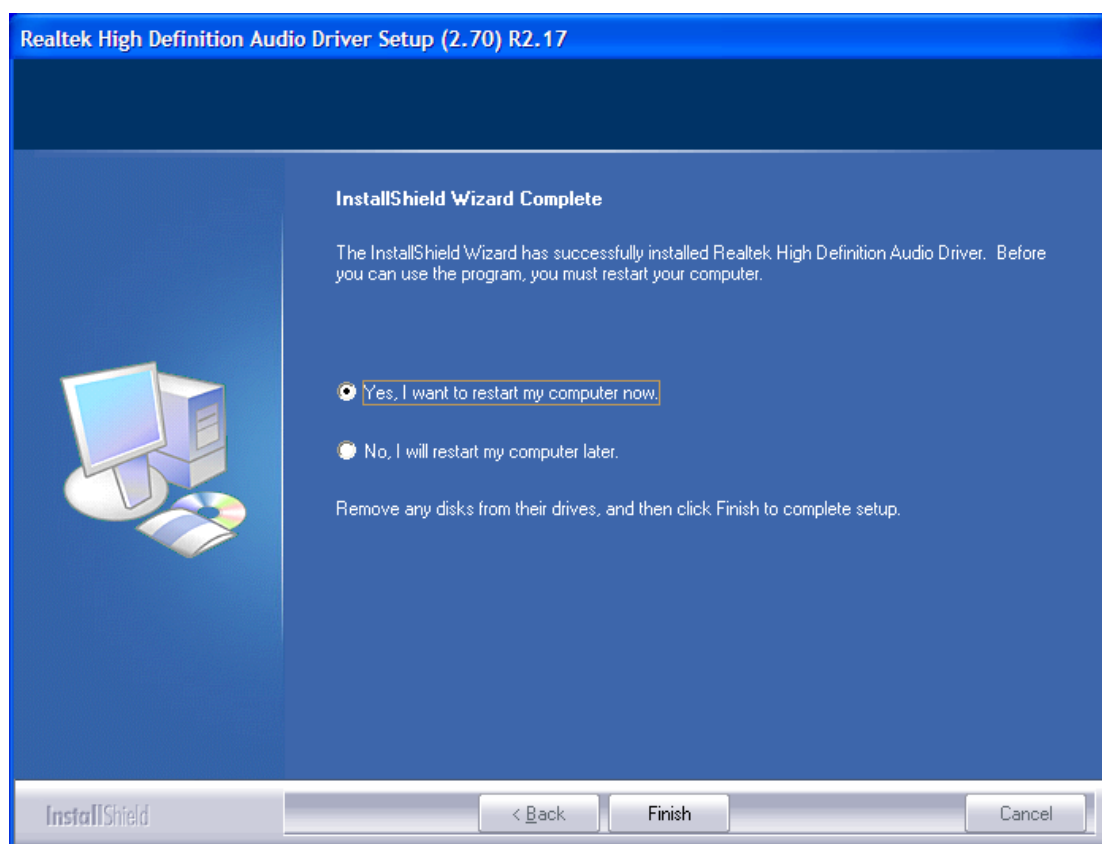 Realtek High Definition Audio Driver Setup (2.70) R2.17
InstallShield Wizard Complete
The InstallShield Wizard has successfully installed Realtek High Definition Audio Driver. Before
you can use the program, you must restart your computer.
Yes, I want to restart my computer now.
No, I will restart my computer later.
Remove any disks from their drives, and then click Finish to complete setup.
InstallShield
< Back
Finish
Cancel